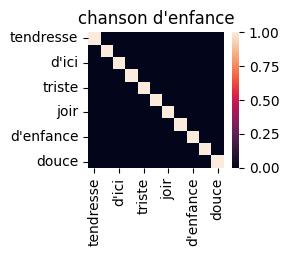 chanson d'enfance
tendresse
d'ici
triste
joir
d'enfance
douce
1.00
0.75
0.50
0.25
0.00
tendresse
d'ici
triste
joir
d'enfance
douce